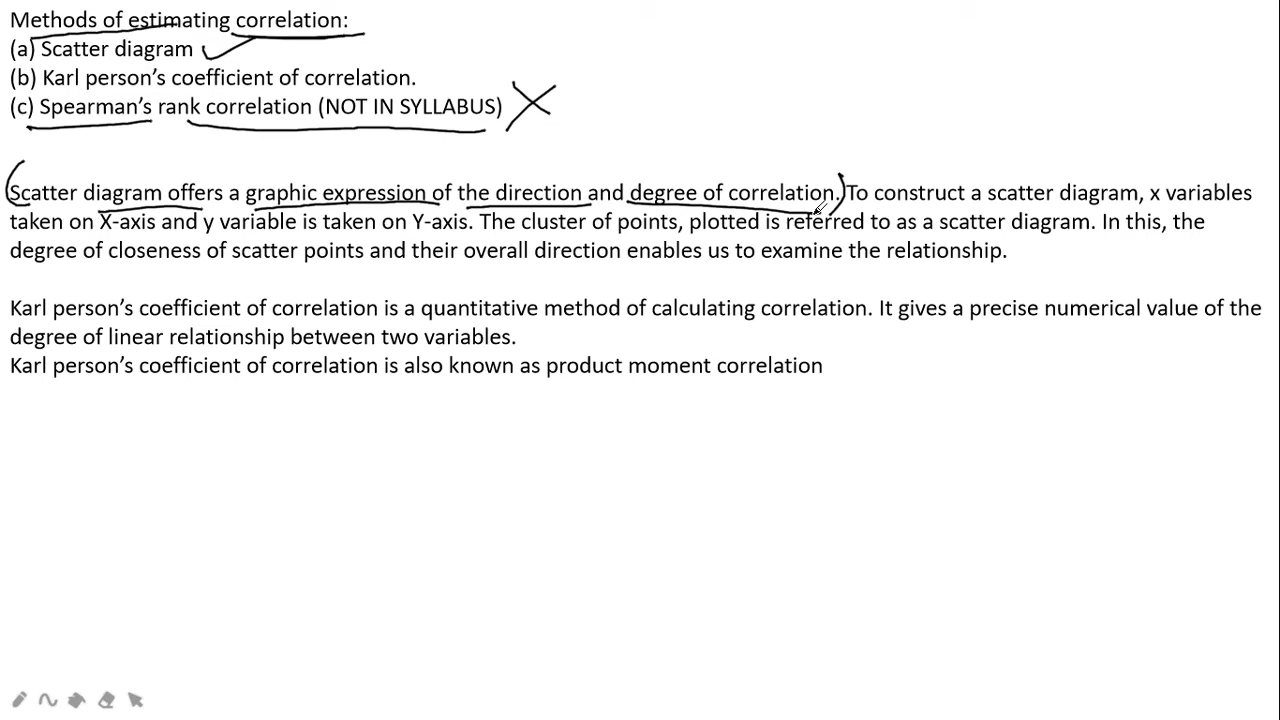 Methods of estimating correlation:
(a) Scatter diagram
(b) Karl person’s coefficient of correlation.
(c) Spearman’s rank correlation (NOT IN SYLLABUS)
Scatter diagram offers a graphic expression of the direction and degree of correlation. To construct a scatter diagram, x variables
taken on X-axis and y variable is taken on Y-axis. The cluster of points, plotted is referred to as a scatter diagram. In this, the
degree of closeness of scatter points and their overall direction enables us to examine the relationship.
Karl person’s coefficient of correlation is a quantitative method of calculating correlation. It gives a precise numerical value of the
degree of linear relationship between two variables.
Karl person’s coefficient of correlation is also known as product moment correlation